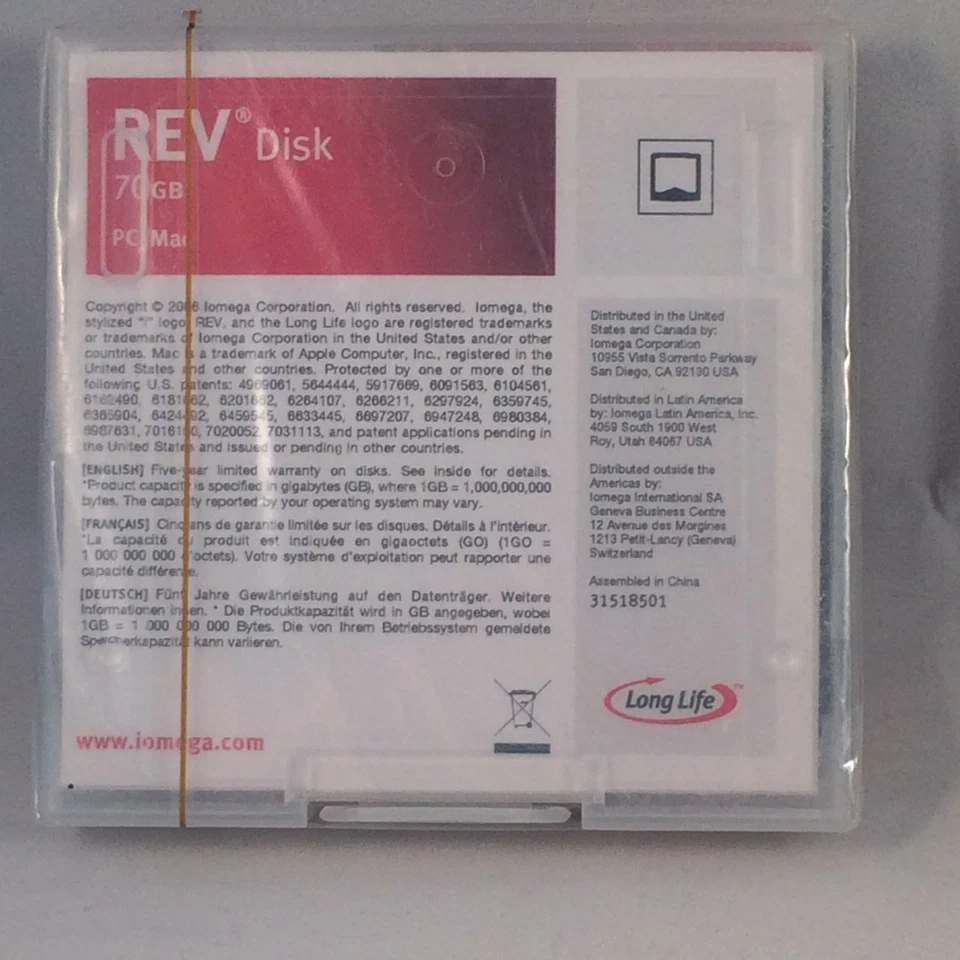 REV® Disk
70GB
PC/Mac
Copyright © 2006 Iomega Corporation. All rights reserved. Iomega, the
stylized "i" logo, REV, and the Long Life logo are registered trademarks
or trademarks of Iomega Corporation in the United States and/or other
countries. Mac is a trademark of Apple Computer, Inc., registered in the
United States and other countries. Protected by one or more of the
following U.S. patents: 4969061, 5644444, 5917669, 6091563, 6104561,
6264107, 6266211, 6297924, 6359745,
6633445, 6697207, 6947248, 6980384,
7020052, 7031113, and patent applications pending in
the United States and issued or pending in other countries.
[ENGLISH] Five-year limited warranty on disks. See inside for details.
*Product capacity is specified in gigabytes (GB), where 1GB = 1,000,000,000
bytes. The capacity reported by your operating system may vary.
[FRANÇAIS] Cinq ans de garantie limitée sur les disques. Détails à l'intérieur.
*La capacité du produit est indiquée en gigaoctets (GO) (1GO =
1 000 000 000 d'octets). Votre système d'exploitation peut rapporter une
capacité différente.
[DEUTSCH] Fünf Jahre Gewährleistung auf den Datenträger. Weitere
Informationen innen. * Die Produktkapazität wird in GB angegeben, wobei
1GB = 1 000 000 000 Bytes. Die von Ihrem Betriebssystem gemeldete
Speicherkapazität kann variieren.
www.iomega.com
Distributed in the United
States and Canada by:
Iomega Corporation
10955 Vista Sorrento Parkway
San Diego, CA 92130 USA
Distributed in Latin America
by: Iomega Latin America, Inc.
4059 South 1900 West
Roy, Utah 84067 USA
Distributed outside the
Americas by:
Iomega International SA
Geneva Business Centre
12 Avenue des Morgines
1213 Petit-Lancy (Geneva)
Switzerland
Assembled in China
31518501
Long Life™